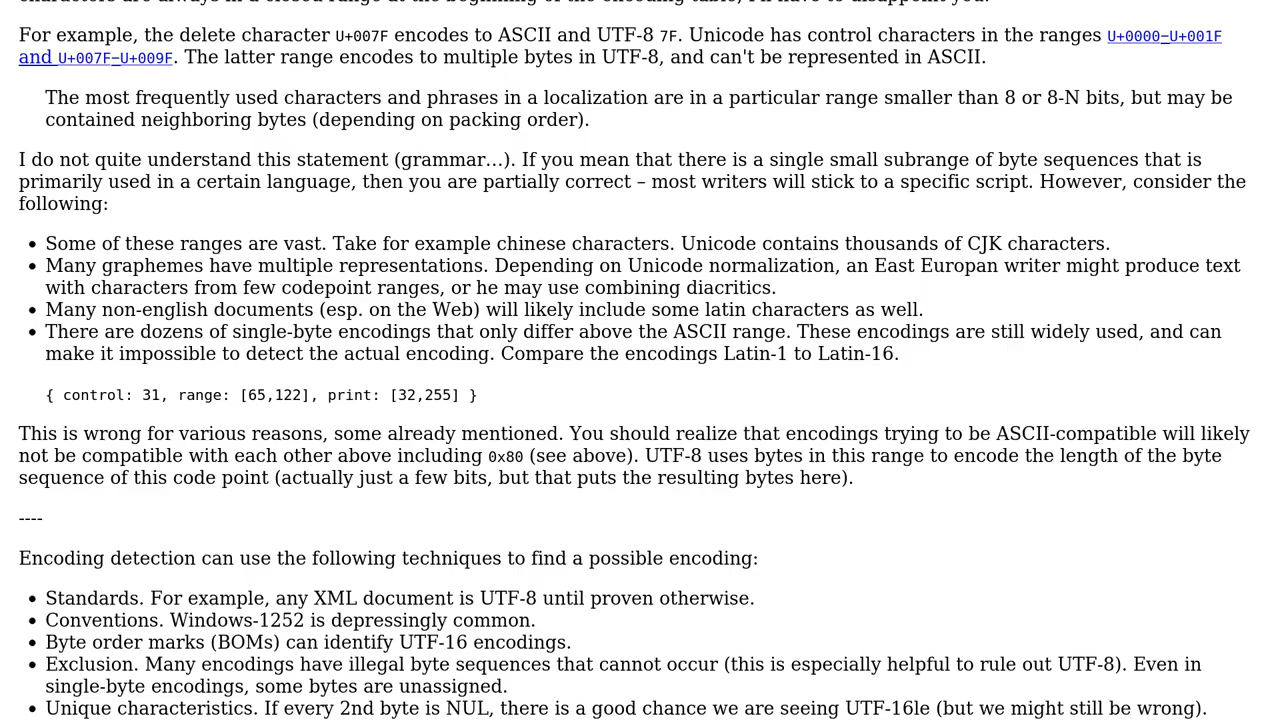 For example, the delete character U+007F encodes to ASCII and UTF-8 7F. Unicode has control characters in the ranges U+0000–U+001F
and U+007F–U+009F. The latter range encodes to multiple bytes in UTF-8, and can't be represented in ASCII.
The most frequently used characters and phrases in a localization are in a particular range smaller than 8 or 8-N bits, but may be
contained neighboring bytes (depending on packing order).
I do not quite understand this statement (grammar…). If you mean that there is a single small subrange of byte sequences that is
primarily used in a certain language, then you are partially correct – most writers will stick to a specific script. However, consider the
following:
• Some of these ranges are vast. Take for example chinese characters. Unicode contains thousands of CJK characters.
• Many graphemes have multiple representations. Depending on Unicode normalization, an East Europan writer might produce text
with characters from few codepoint ranges, or he may use combining diacritics.
• Many non-english documents (esp. on the Web) will likely include some latin characters as well.
• There are dozens of single-byte encodings that only differ above the ASCII range. These encodings are still widely used, and can
make it impossible to detect the actual encoding. Compare the encodings Latin-1 to Latin-16.
{ control: 31, range: [65,122], print: [32,255] }
This is wrong for various reasons, some already mentioned. You should realize that encodings trying to be ASCII-compatible will likely
not be compatible with each other above including 0x80 (see above). UTF-8 uses bytes in this range to encode the length of the byte
sequence of this code point (actually just a few bits, but that puts the resulting bytes here).
----
Encoding detection can use the following techniques to find a possible encoding:
• Standards. For example, any XML document is UTF-8 until proven otherwise.
• Conventions. Windows-1252 is depressingly common.
• Byte order marks (BOMs) can identify UTF-16 encodings.
• Exclusion. Many encodings have illegal byte sequences that cannot occur (this is especially helpful to rule out UTF-8). Even in
single-byte encodings, some bytes are unassigned.
• Unique characteristics. If every 2nd byte is NUL, there is a good chance we are seeing UTF-16le (but we might still be wrong).